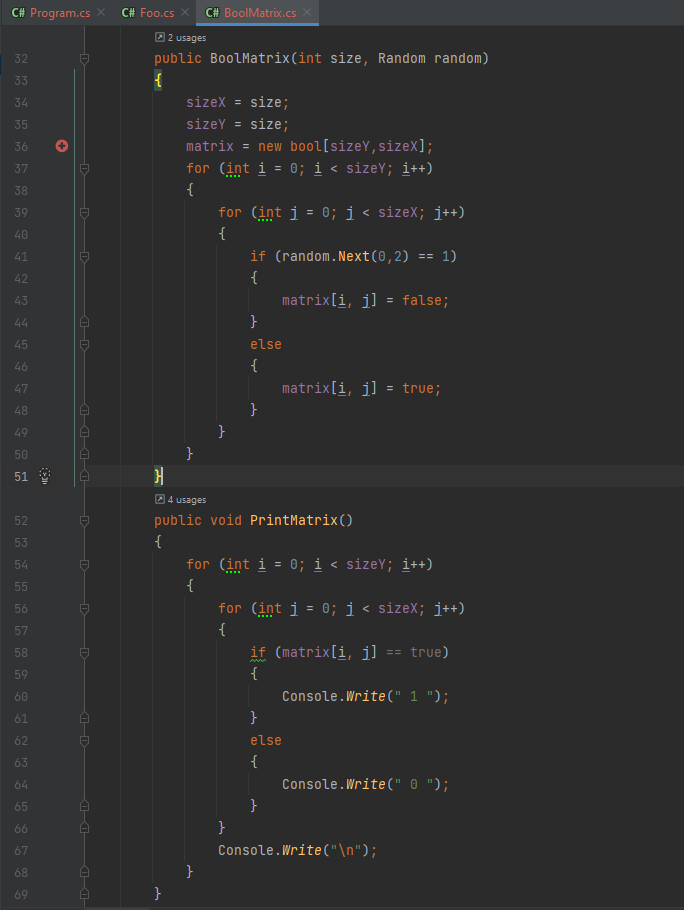 C# Program.cs × C# Foo.cs × C# BoolMatrix.cs ×
2 usages
32 public BoolMatrix(int size, Random random)
33 {
34 sizeX = size;
35 sizeY = size;
36 matrix = new bool[sizeY,sizeX];
37 for (int i = 0; i < sizeY; i++)
38 {
39 for (int j = 0; j < sizeX; j++)
40 {
41 if (random.Next(0,2) == 1)
42 {
43 matrix[i, j] = false;
44 }
45 else
46 {
47 matrix[i, j] = true;
48 }
49 }
50 }
51 }
4 usages
52 public void PrintMatrix()
53 {
54 for (int i = 0; i < sizeY; i++)
55 {
56 for (int j = 0; j < sizeX; j++)
57 {
58 if (matrix[i, j] == true)
59 {
60 Console.Write(" 1 ");
61 }
62 else
63 {
64 Console.Write(" 0 ");
65 }
66 }
67 Console.Write("\n");
68 }
69 }